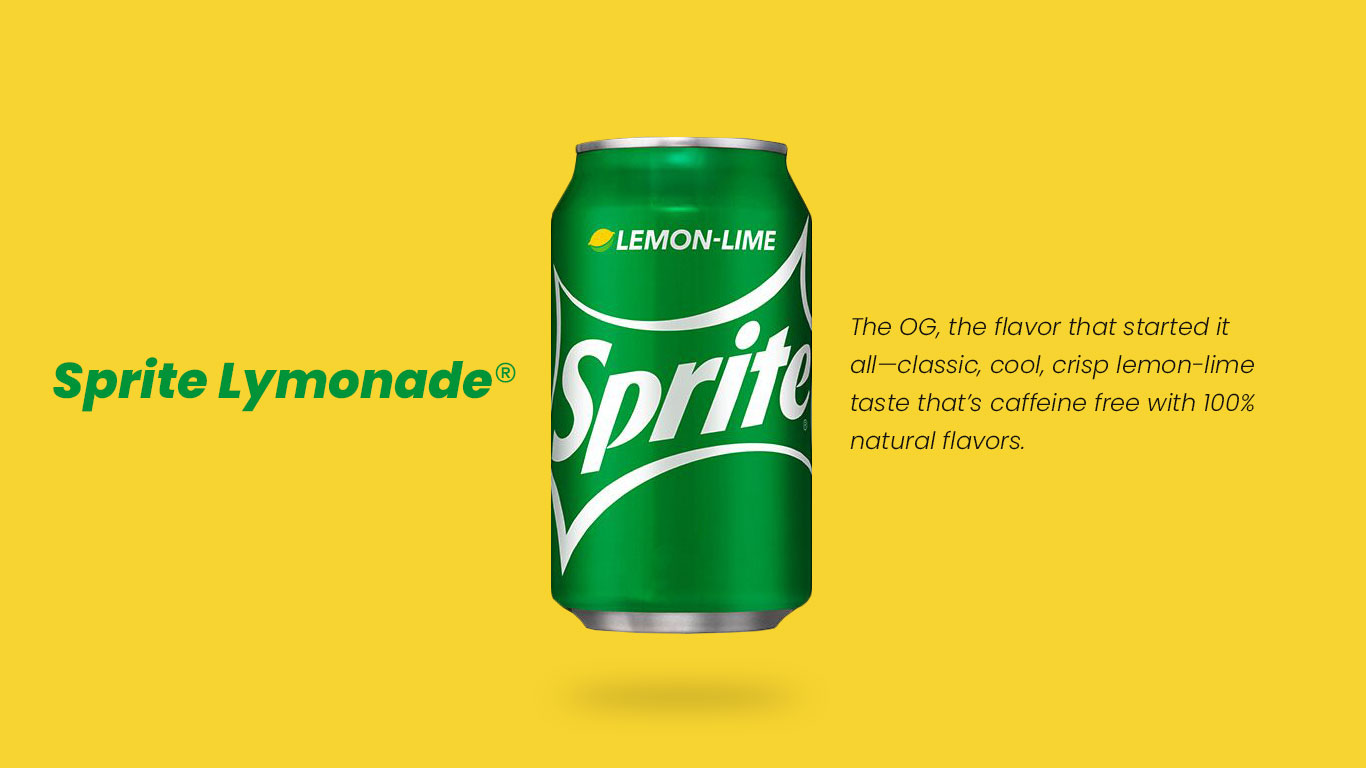 Sprite Lymonade®
LEMON-LIME
Sprite
®
The OG, the flavor that started it
all—classic, cool, crisp lemon-lime
taste that's caffeine free with 100%
natural flavors.